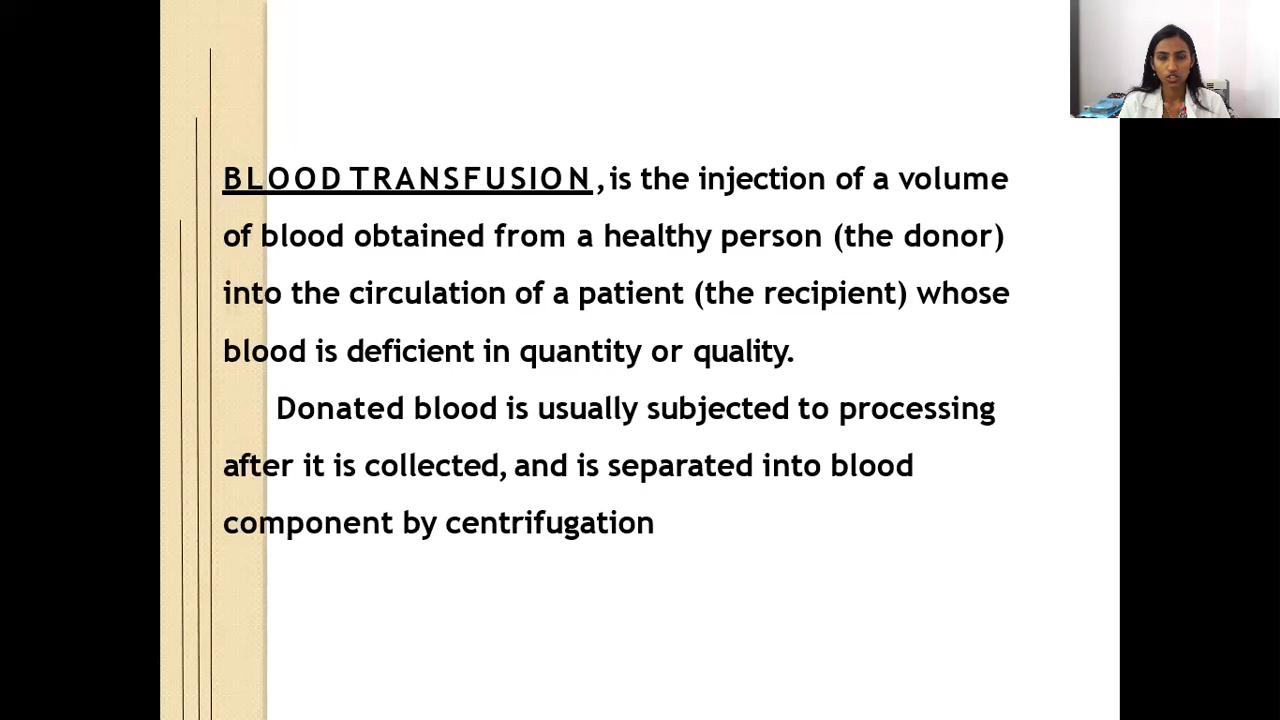 BLOOD TRANSFUSION, is the injection of a volume
of blood obtained from a healthy person (the donor)
into the circulation of a patient (the recipient) whose
blood is deficient in quantity or quality.
Donated blood is usually subjected to processing
after it is collected, and is separated into blood
component by centrifugation